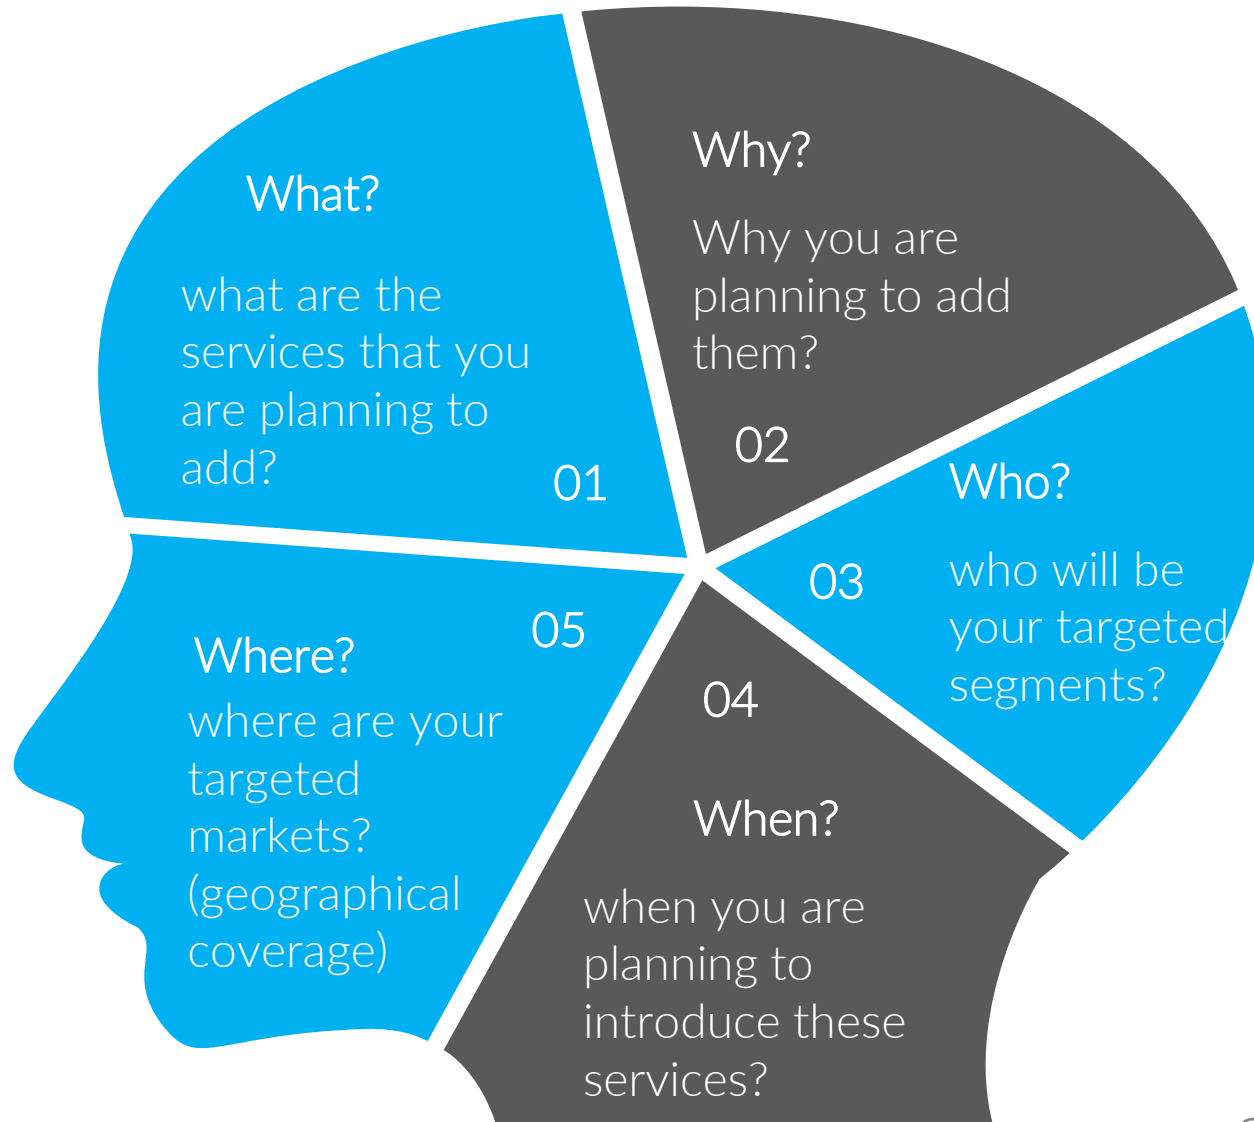 What?
what are the
services that you
are planning to
add?
01
Why?
Why you are
planning to add
them?
02
Who?
03
who will be
your targeted
segments?
04
When?
when you are
planning to
introduce these
services?
05
Where?
where are your
targeted
markets?
(geographical
coverage)